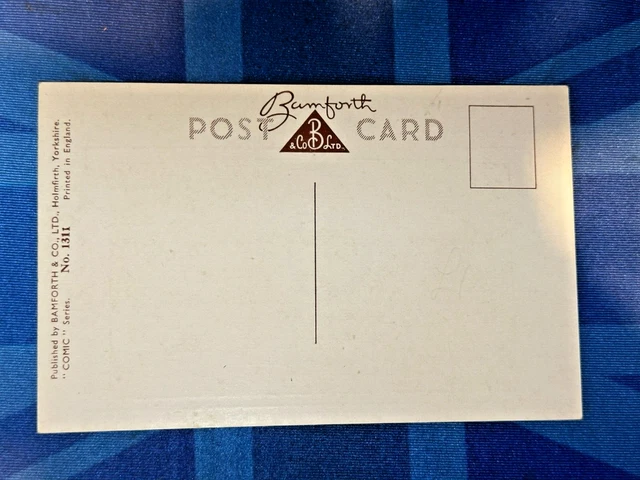 Bamforth
POST CARD
B
& Co LTD.
Published by BAMFORTH & CO., LTD., Holmfirth, Yorkshire.
"COMIC" Series. No. 1311 Printed in England.